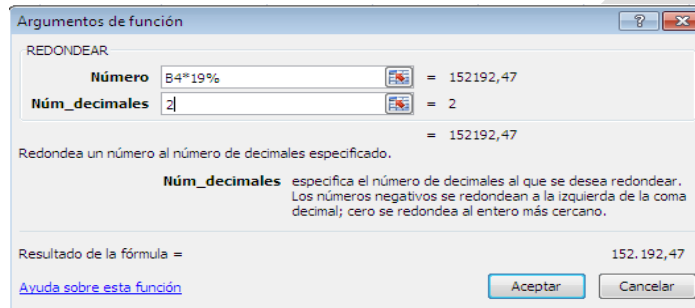 Argumentos de función
REDONDEAR
Número B4*19% = 152192,47
Núm_decimales 2 = 2
= 152192,47
Redondea un número al número de decimales especificado.
Núm_decimales especifica el número de decimales al que se desea redondear.
Los números negativos se redondean a la izquierda de la coma
decimal; cero se redondea al entero más cercano.
Resultado de la fórmula = 152.192,47
Ayuda sobre esta función Aceptar Cancelar